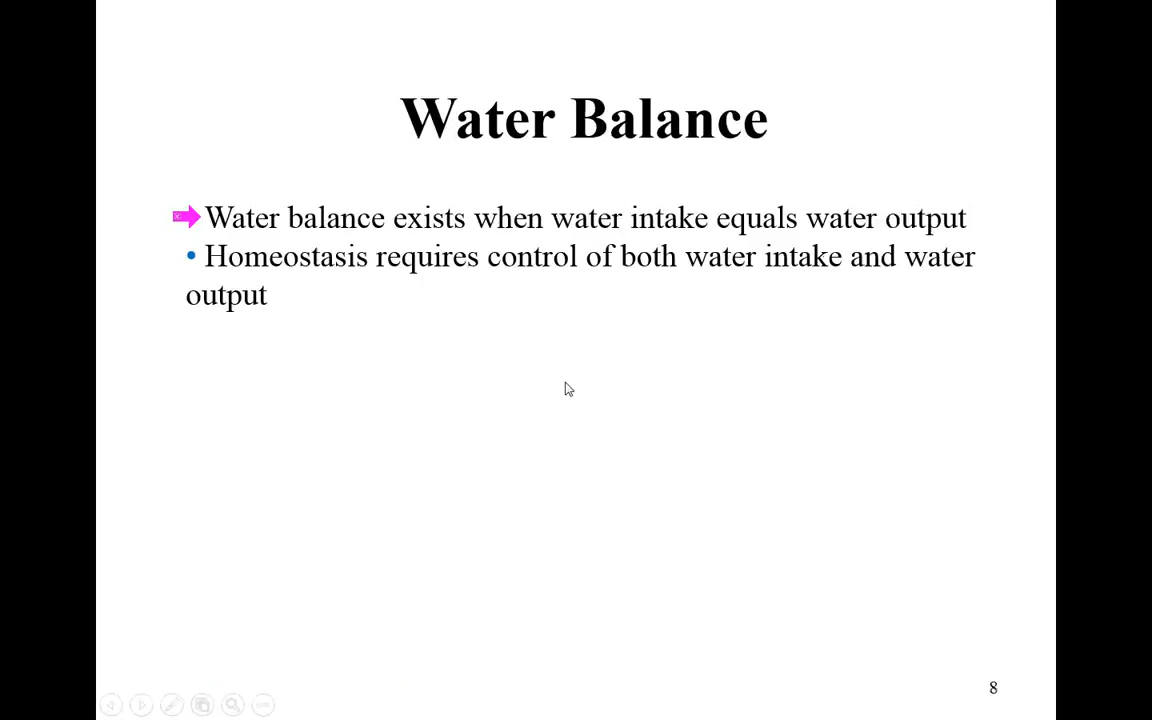 Water Balance
Water balance exists when water intake equals water output
• Homeostasis requires control of both water intake and water
output
8